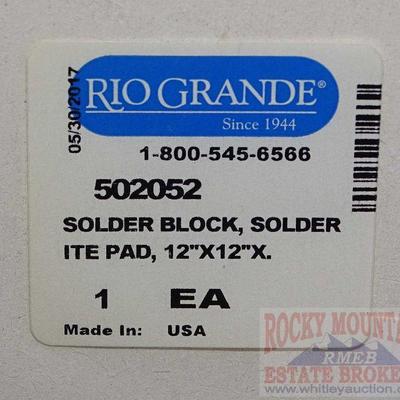 05/30/2017
RIO GRANDE®
Since 1944
1-800-545-6566
502052
SOLDER BLOCK, SOLDER
ITE PAD, 12"X12"X.
1 EA
Made In: USA
ROCKY MOUNTA
RMEB
ESTATE BROKE
www.whitleyauction.c